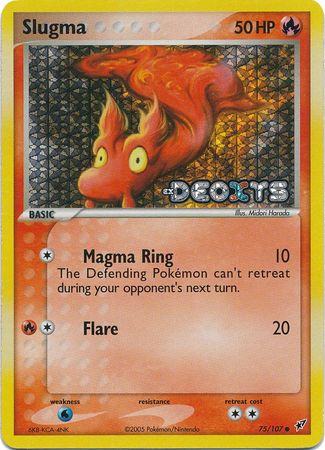 Slugma 50 HP
ex DEOXYS
BASIC
Illus. Midori Harada
Magma Ring 10
The Defending Pokémon can't retreat
during your opponent's next turn.
Flare 20
weakness resistance retreat cost
6KB-KCA-4NK ©2005 Pokémon/Nintendo 75/107